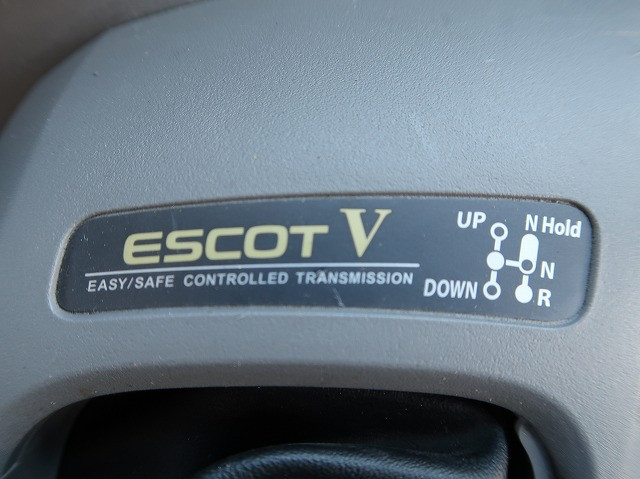 ESCOT V
EASY/SAFE CONTROLLED TRANSMISSION
UP
N Hold
N
DOWN
R